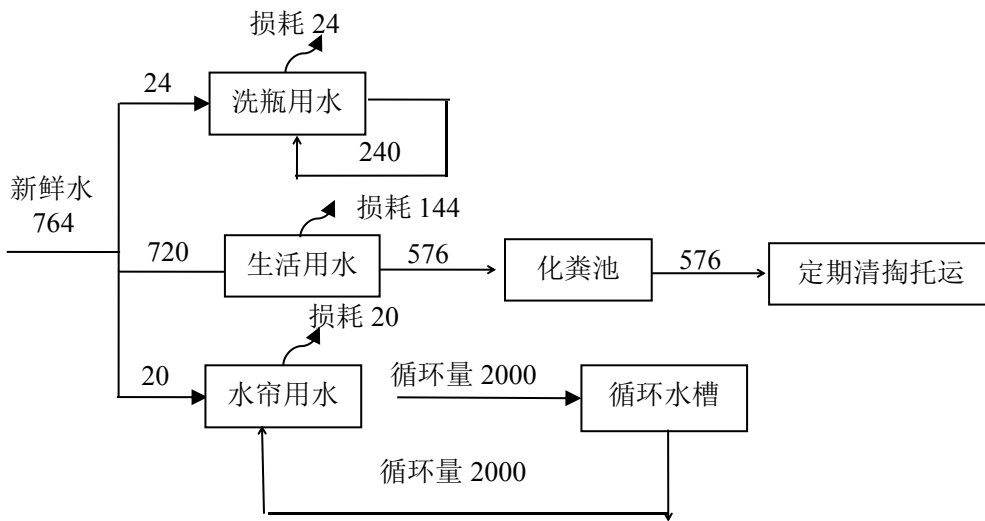 损耗 24
24
洗瓶用水
240
新鲜水
764
损耗 144
720
生活用水
576
化粪池
576
定期清掏托运
损耗 20
20
水帘用水
循环量 2000
循环水槽
循环量 2000